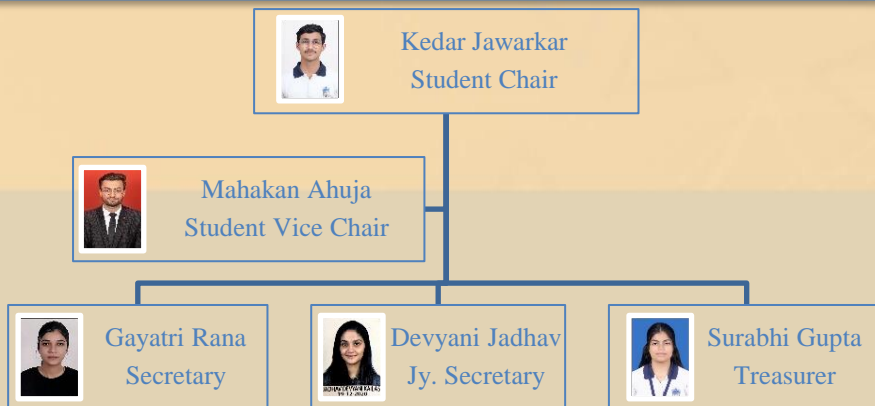 Kedar Jawarkar
Student Chair
Mahakan Ahuja
Student Vice Chair
Gayatri Rana
Secretary
Devyani Jadhav
Jy. Secretary
Surabhi Gupta
Treasurer